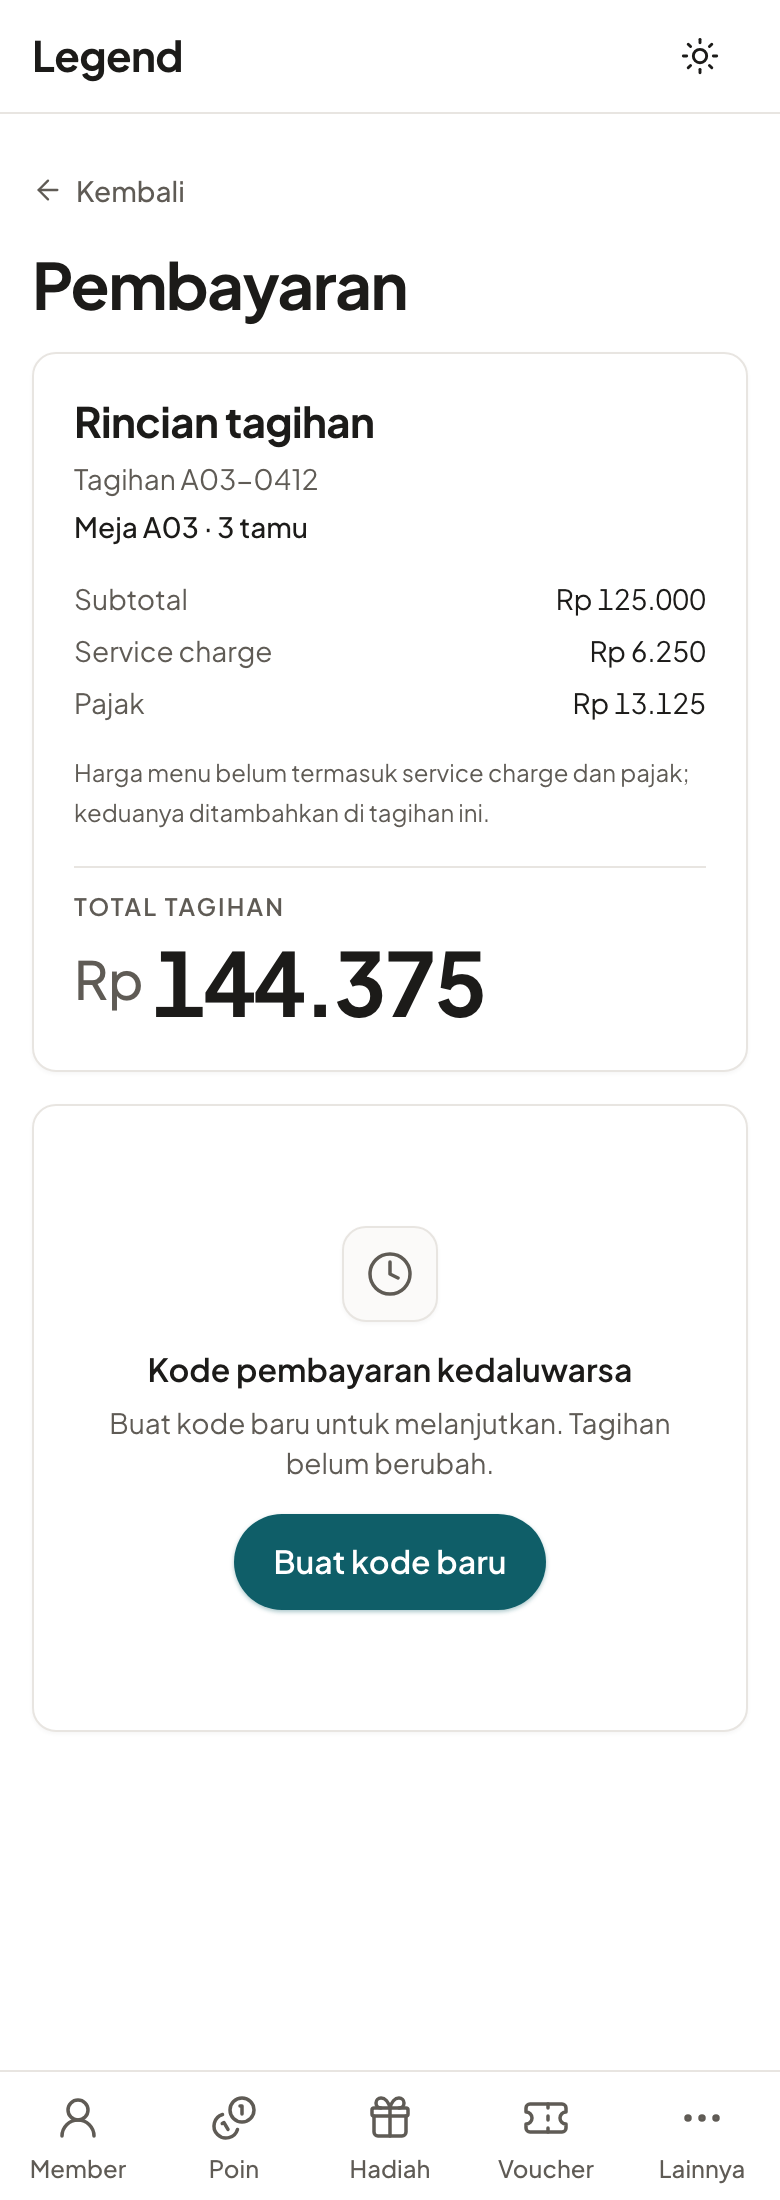 Legend
Kembali
Pembayaran
Rincian tagihan
Tagihan A03–0412
Meja A03 · 3 tamu
Subtotal Rp 125.000
Service charge Rp 6.250
Pajak Rp 13.125
Harga menu belum termasuk service charge dan pajak;
keduanya ditambahkan di tagihan ini.
TOTAL TAGIHAN
Rp 144.375
Kode pembayaran kedaluwarsa
Buat kode baru untuk melanjutkan. Tagihan
belum berubah.
Buat kode baru
Member Poin Hadiah Voucher Lainnya